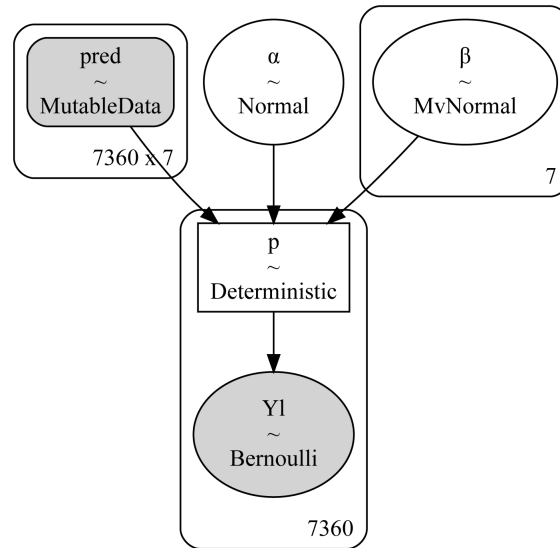 pred
~
MutableData
7360 x 7
α
~
Normal
β
~
MvNormal
7
p
~
Deterministic
Yl
~
Bernoulli
7360